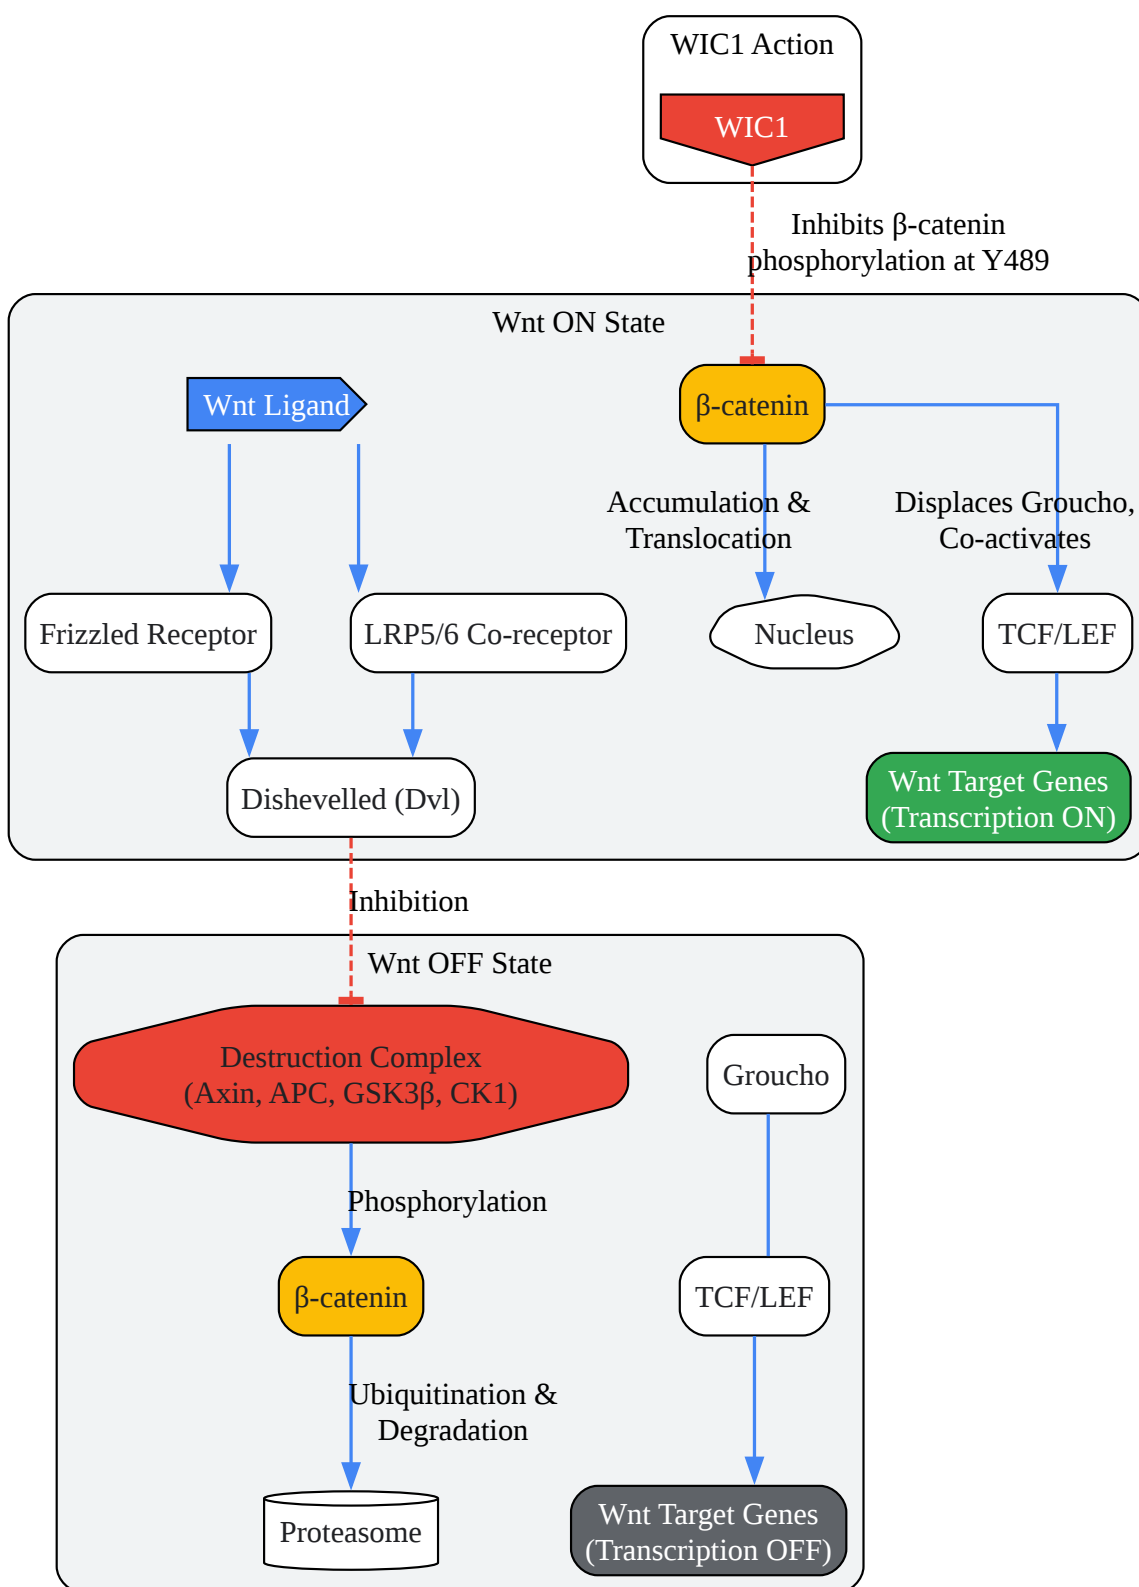 WIC1 Action
WIC1
Inhibits β-catenin
phosphorylation at Y489
Wnt ON State
Wnt Ligand
β-catenin
Accumulation &
Translocation
Displaces Groucho,
Co-activates
Frizzled Receptor
LRP5/6 Co-receptor
Nucleus
TCF/LEF
Dishevelled (Dvl)
Wnt Target Genes
(Transcription ON)
Inhibition
Wnt OFF State
Destruction Complex
(Axin, APC, GSK3β, CK1)
Groucho
Phosphorylation
β-catenin
TCF/LEF
Ubiquitination &
Degradation
Proteasome
Wnt Target Genes
(Transcription OFF)